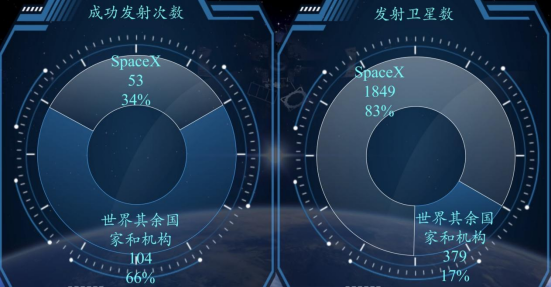 成功发射次数
SpaceX
53
34%
世界其余国
家和机构
104
66%
发射卫星数
SpaceX
1849
83%
世界其余国
家和机构
379
17%